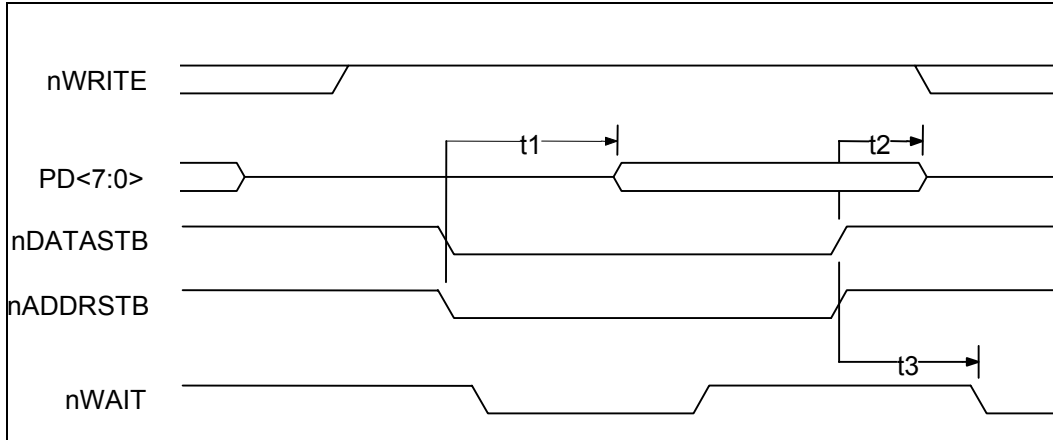 nWRITE
t1
t2
PD<7:0>
nDATASTB
nADDRSTB
t3
nWAIT